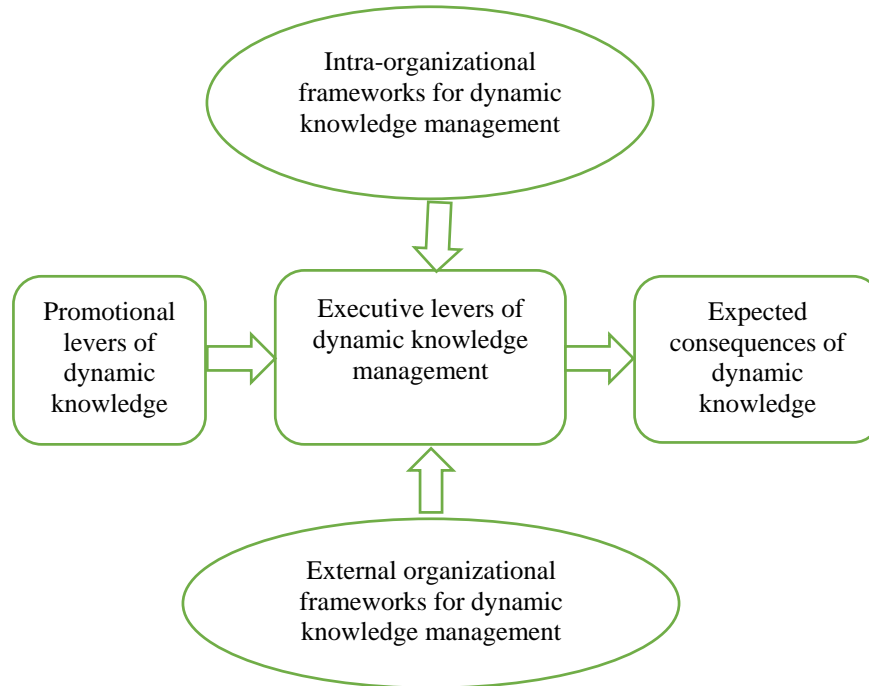 Intra-organizational
frameworks for dynamic
knowledge management
Promotional
levers of
dynamic
knowledge
Executive levers of
dynamic knowledge
management
Expected
consequences of
dynamic
knowledge
External organizational
frameworks for dynamic
knowledge management